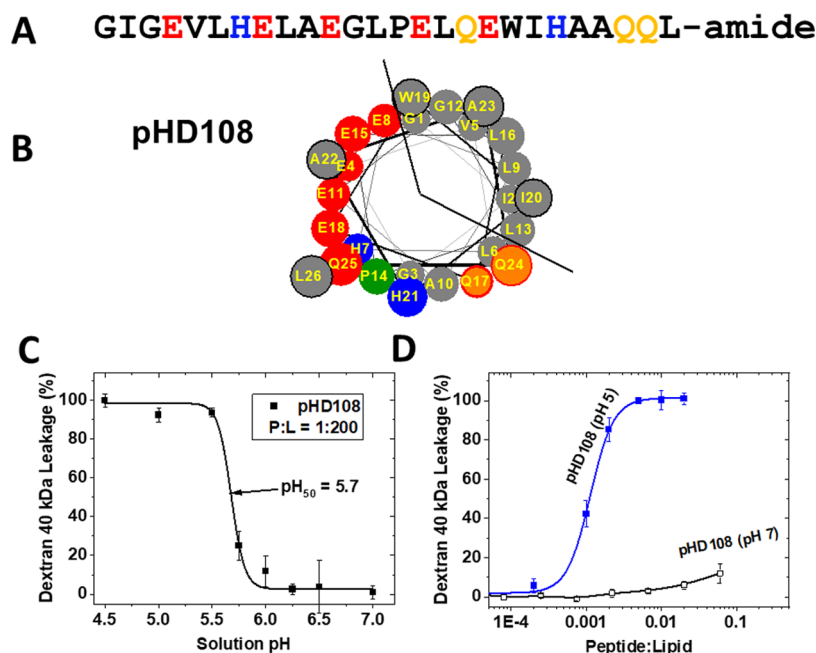 A
GIGEVLHELAEGLPELQEWIHAAQQL-amide
B
pHD108
W19
G1
G12
A23
V5
L16
L9
I2
I20
L13
L6
Q24
Q17
A10
H21
G3
P14
H7
Q25
L26
E18
E11
E4
A22
E15
E8
C
Dextran 40 kDa Leakage (%)
100
80
60
40
20
0
pHD108
P:L = 1:200
pH50 = 5.7
4.5 5.0 5.5 6.0 6.5 7.0
Solution pH
D
Dextran 40 kDa Leakage (%)
100
80
60
40
20
0
pHD108 (pH 5)
pHD108 (pH 7)
1E-4 0.001 0.01 0.1
Peptide:Lipid